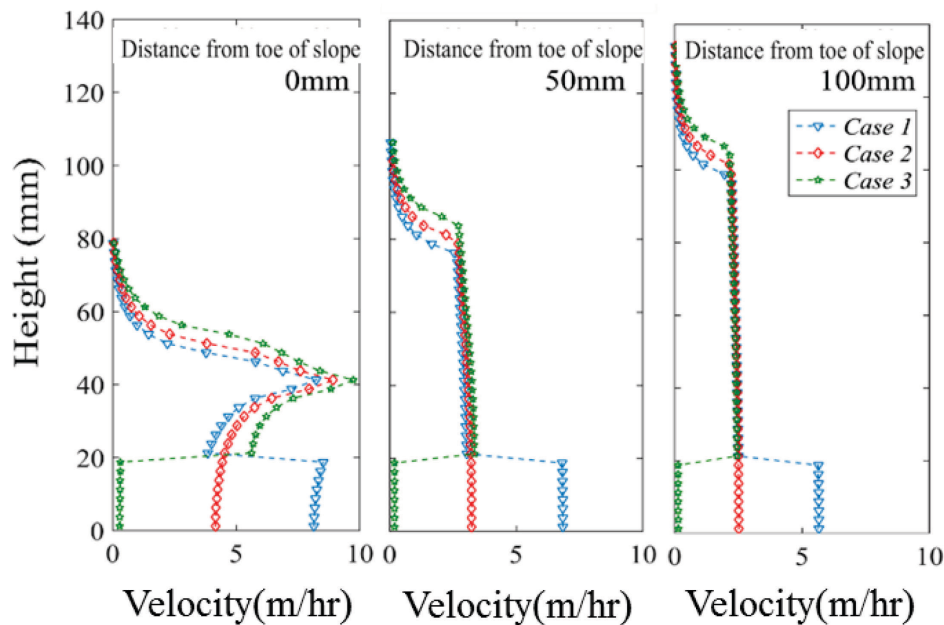 140
120
100
80
60
40
20
0
Height (mm)
Distance from toe of slope
0mm
0
5
10
Velocity(m/hr)
Distance from toe of slope
50mm
0
5
10
Velocity(m/hr)
Distance from toe of slope
100mm
Case 1
Case 2
Case 3
0
5
10
Velocity(m/hr)